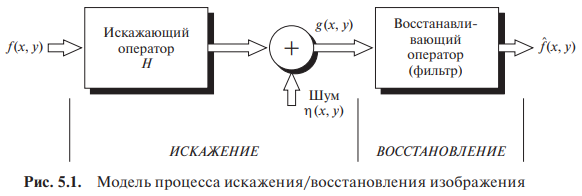 f(x, y)
Искажающий
оператор
H
+
g(x, y)
Шум
η(x, y)
Восстанавли-
вающий
оператор
(фильтр)
f̂(x, y)
ИСКАЖЕНИЕ
ВОССТАНОВЛЕНИЕ
Рис. 5.1. Модель процесса искажения/восстановления изображения